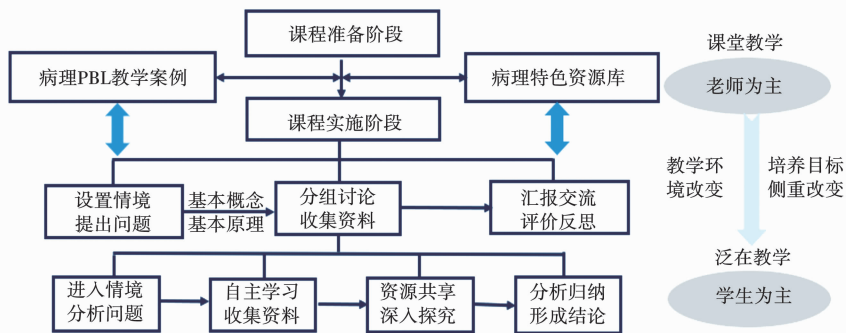 课程准备阶段
课堂教学
病理PBL教学案例
病理特色资源库
老师为主
课程实施阶段
教学环
境改变
培养目标
侧重改变
设置情境
提出问题
基本概念
基本原理
分组讨论
收集资料
汇报交流
评价反思
泛在教学
进入情境
分析问题
自主学习
收集资料
资源共享
深入探究
分析归纳
形成结论
学生为主